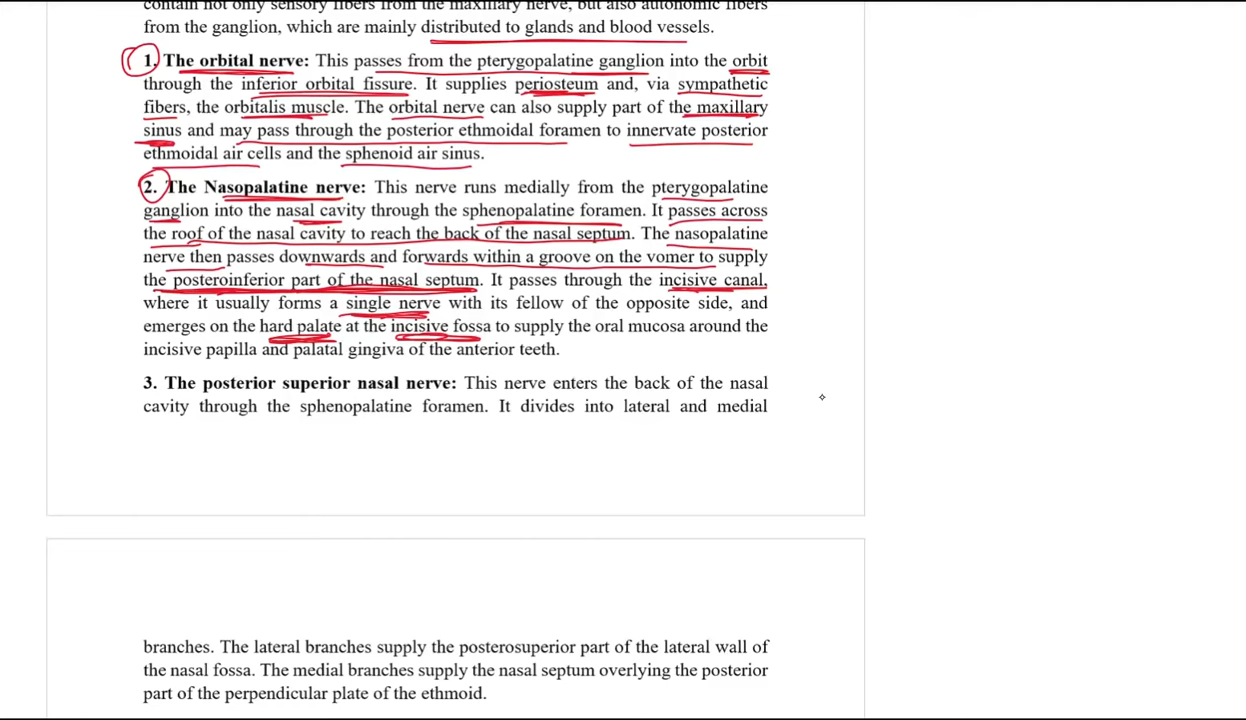 contain not only sensory fibers from the maxillary nerve, but also autonomic fibers
from the ganglion, which are mainly distributed to glands and blood vessels.
1. The orbital nerve: This passes from the pterygopalatine ganglion into the orbit
through the inferior orbital fissure. It supplies periosteum and, via sympathetic
fibers, the orbitalis muscle. The orbital nerve can also supply part of the maxillary
sinus and may pass through the posterior ethmoidal foramen to innervate posterior
ethmoidal air cells and the sphenoid air sinus.
2. The Nasopalatine nerve: This nerve runs medially from the pterygopalatine
ganglion into the nasal cavity through the sphenopalatine foramen. It passes across
the roof of the nasal cavity to reach the back of the nasal septum. The nasopalatine
nerve then passes downwards and forwards within a groove on the vomer to supply
the posteroinferior part of the nasal septum. It passes through the incisive canal,
where it usually forms a single nerve with its fellow of the opposite side, and
emerges on the hard palate at the incisive fossa to supply the oral mucosa around the
incisive papilla and palatal gingiva of the anterior teeth.
3. The posterior superior nasal nerve: This nerve enters the back of the nasal
cavity through the sphenopalatine foramen. It divides into lateral and medial
branches. The lateral branches supply the posterosuperior part of the lateral wall of
the nasal fossa. The medial branches supply the nasal septum overlying the posterior
part of the perpendicular plate of the ethmoid.